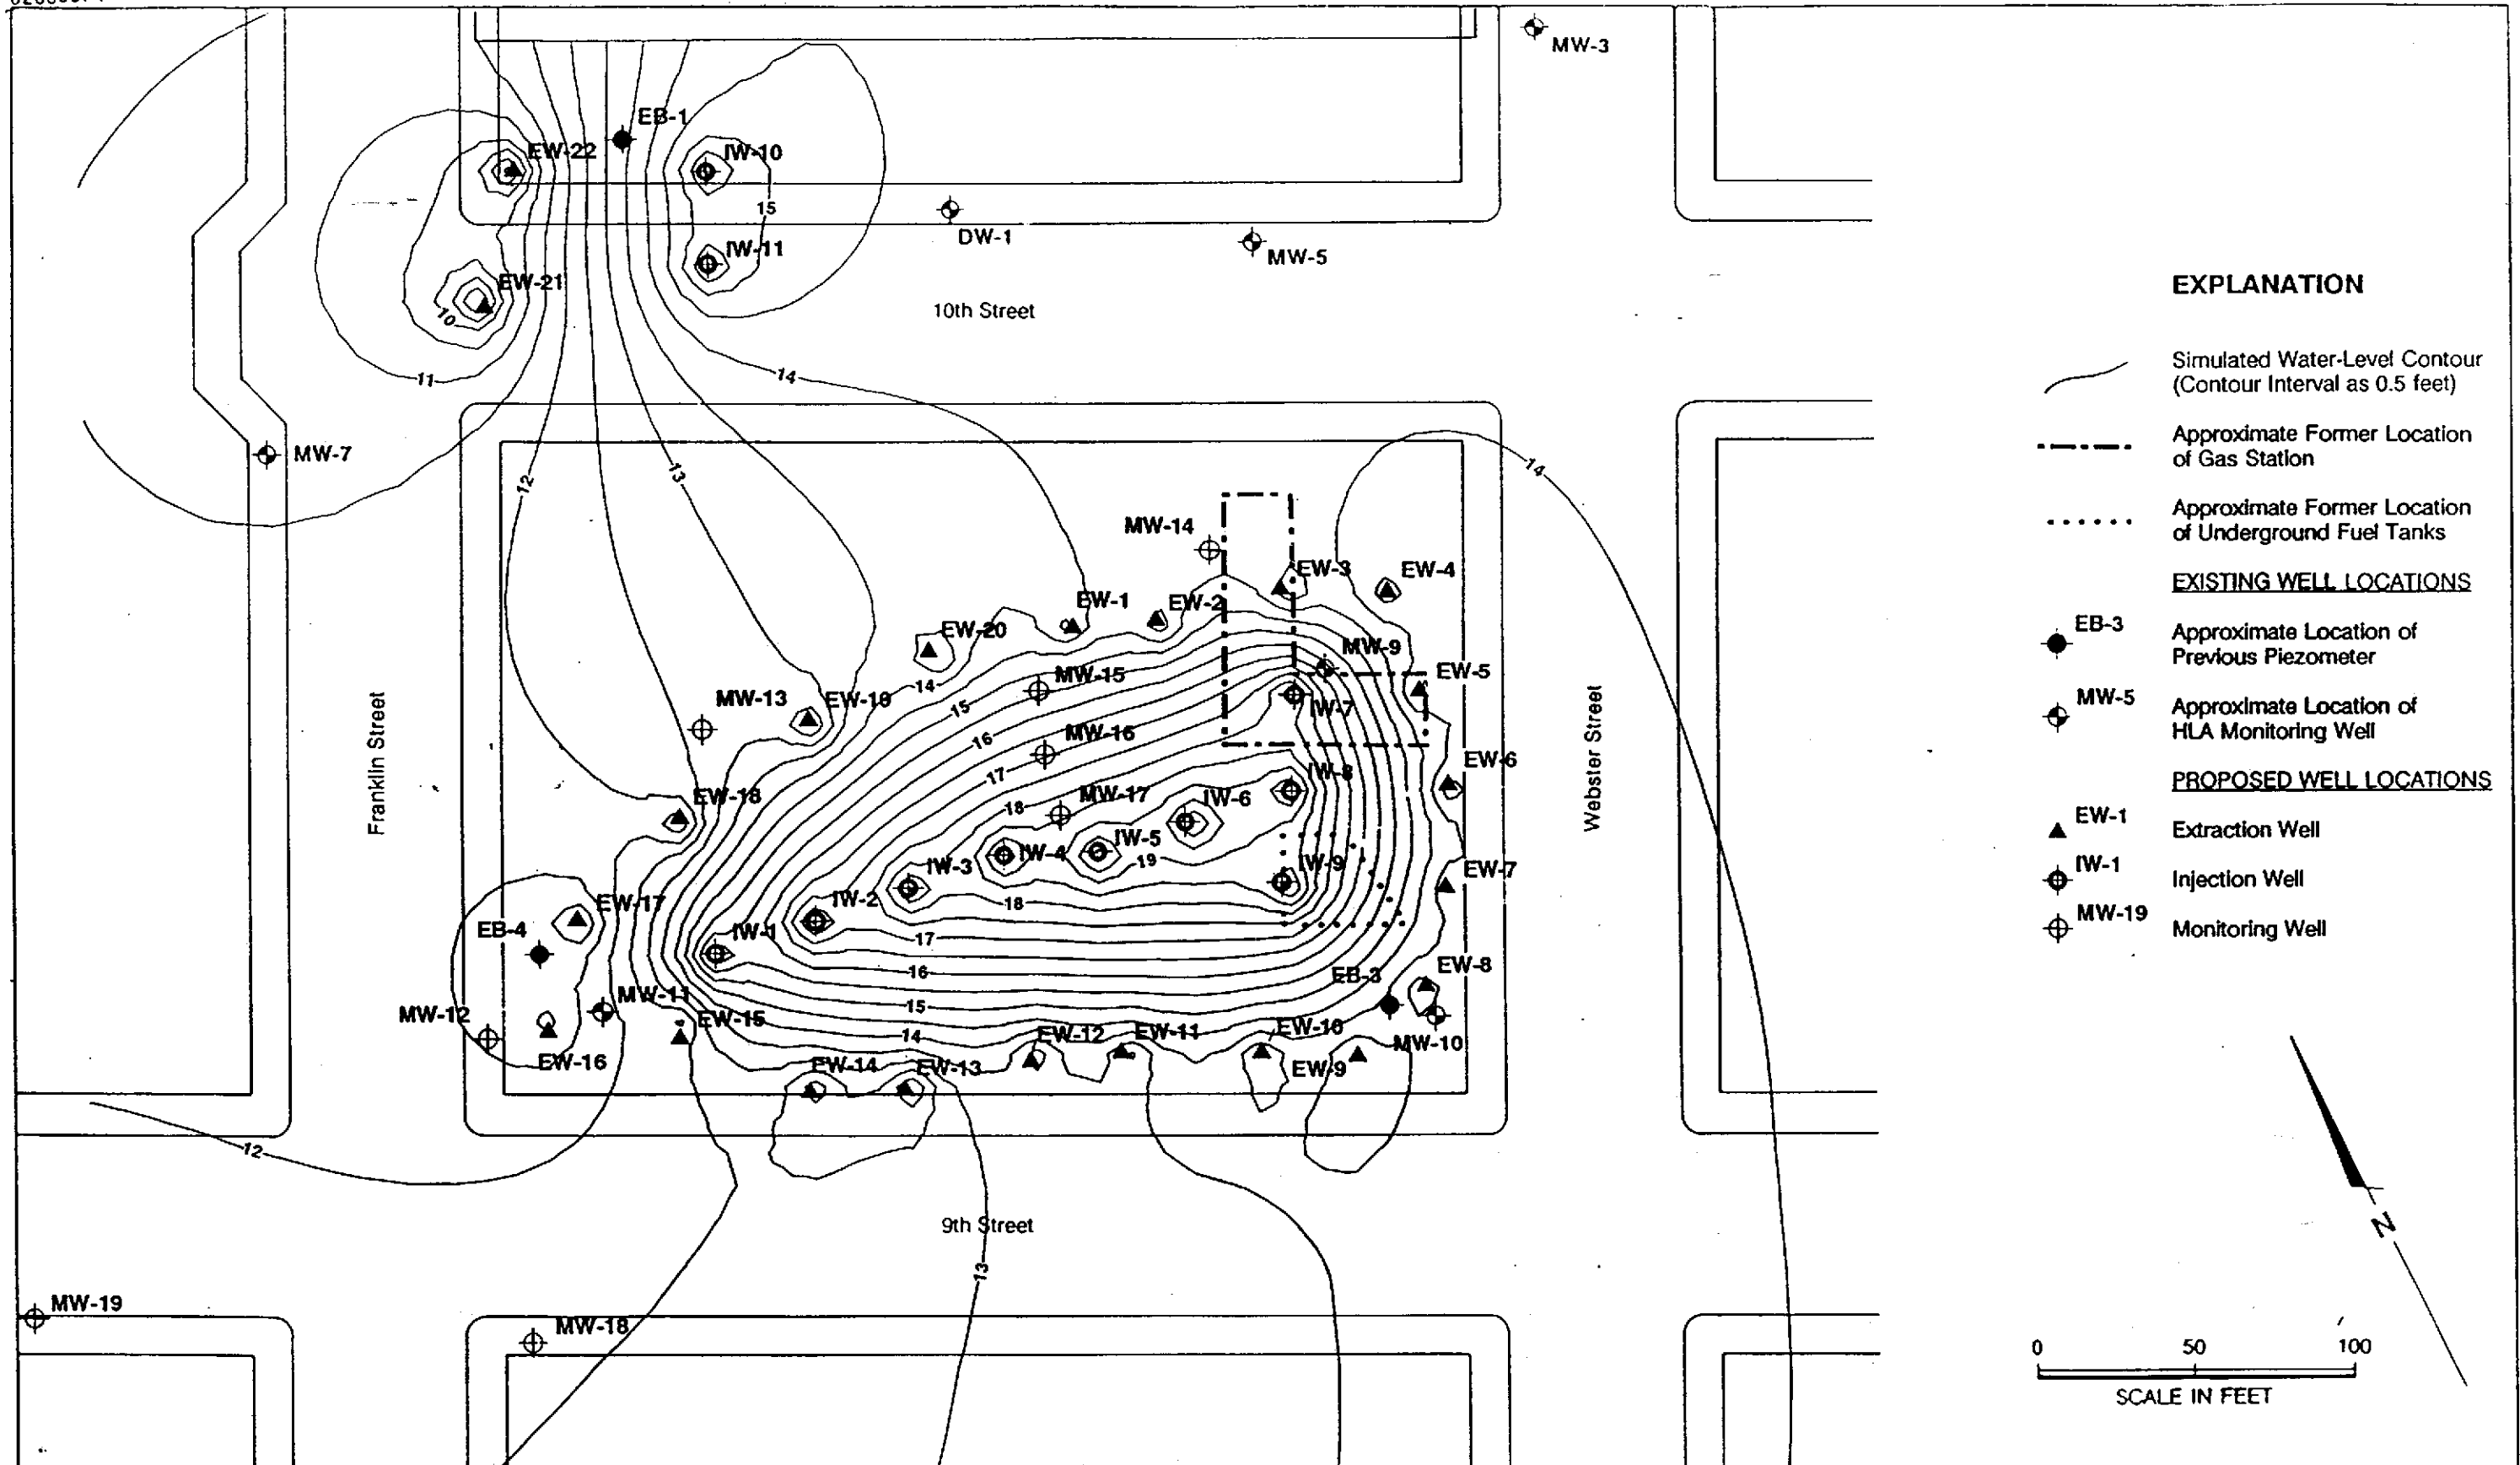 MW-3
EB-1
EW-22
IW-10
15
DW-1
MW-5
IW-11
EW-21
10
10th Street
11
14
MW-7
12
13
14
MW-14
EW-3
EW-4
EW-1
EW-2
EW-20
MW-9
EW-5
MW-15
14
MW-13
EW-19
15
IW-7
16
MW-16
17
Franklin Street
Webster Street
EW-6
IW-8
EW-18
18
MW-17
IW-6
IW-5
IW-4
19
IW-3
IW-9
EW-7
EW-17
IW-2
18
EB-4
IW-1
17
16
EB-3
EW-8
MW-11
15
MW-12
EW-15
14
EW-12
EW-11
EW-10
MW-10
EW-16
EW-14
EW-13
EW-9
12
9th Street
13
MW-19
MW-18
EXPLANATION
Simulated Water-Level Contour
(Contour Interval as 0.5 feet)
Approximate Former Location
of Gas Station
Approximate Former Location
of Underground Fuel Tanks
EXISTING WELL LOCATIONS
EB-3
Approximate Location of
Previous Piezometer
MW-5
Approximate Location of
HLA Monitoring Well
PROPOSED WELL LOCATIONS
EW-1
Extraction Well
IW-1
Injection Well
MW-19
Monitoring Well
N
0 50 100
SCALE IN FEET